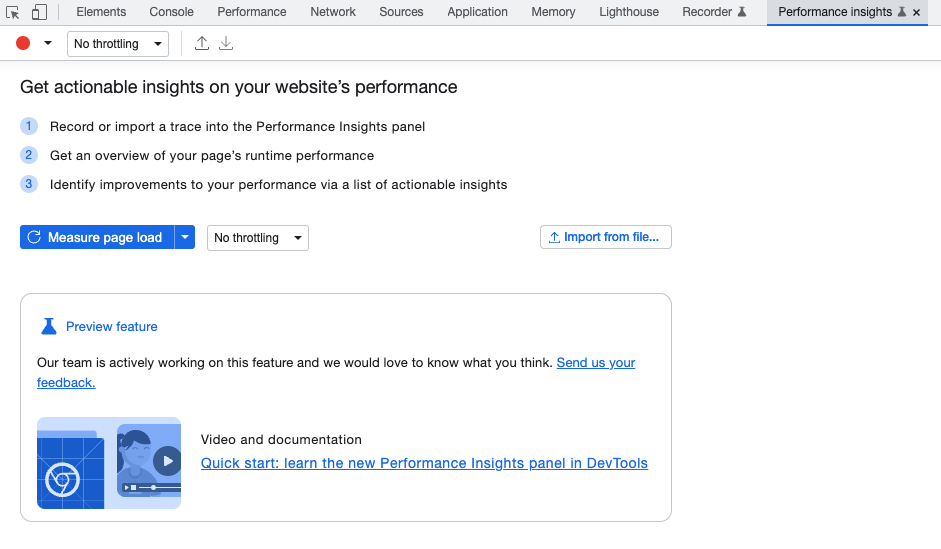 Elements Console Performance Network Sources Application Memory Lighthouse Recorder Performance insights
No throttling
Get actionable insights on your website’s performance
1 Record or import a trace into the Performance Insights panel
2 Get an overview of your page’s runtime performance
3 Identify improvements to your performance via a list of actionable insights
Measure page load No throttling Import from file...
Preview feature
Our team is actively working on this feature and we would love to know what you think. Send us your
feedback.
Video and documentation
Quick start: learn the new Performance Insights panel in DevTools